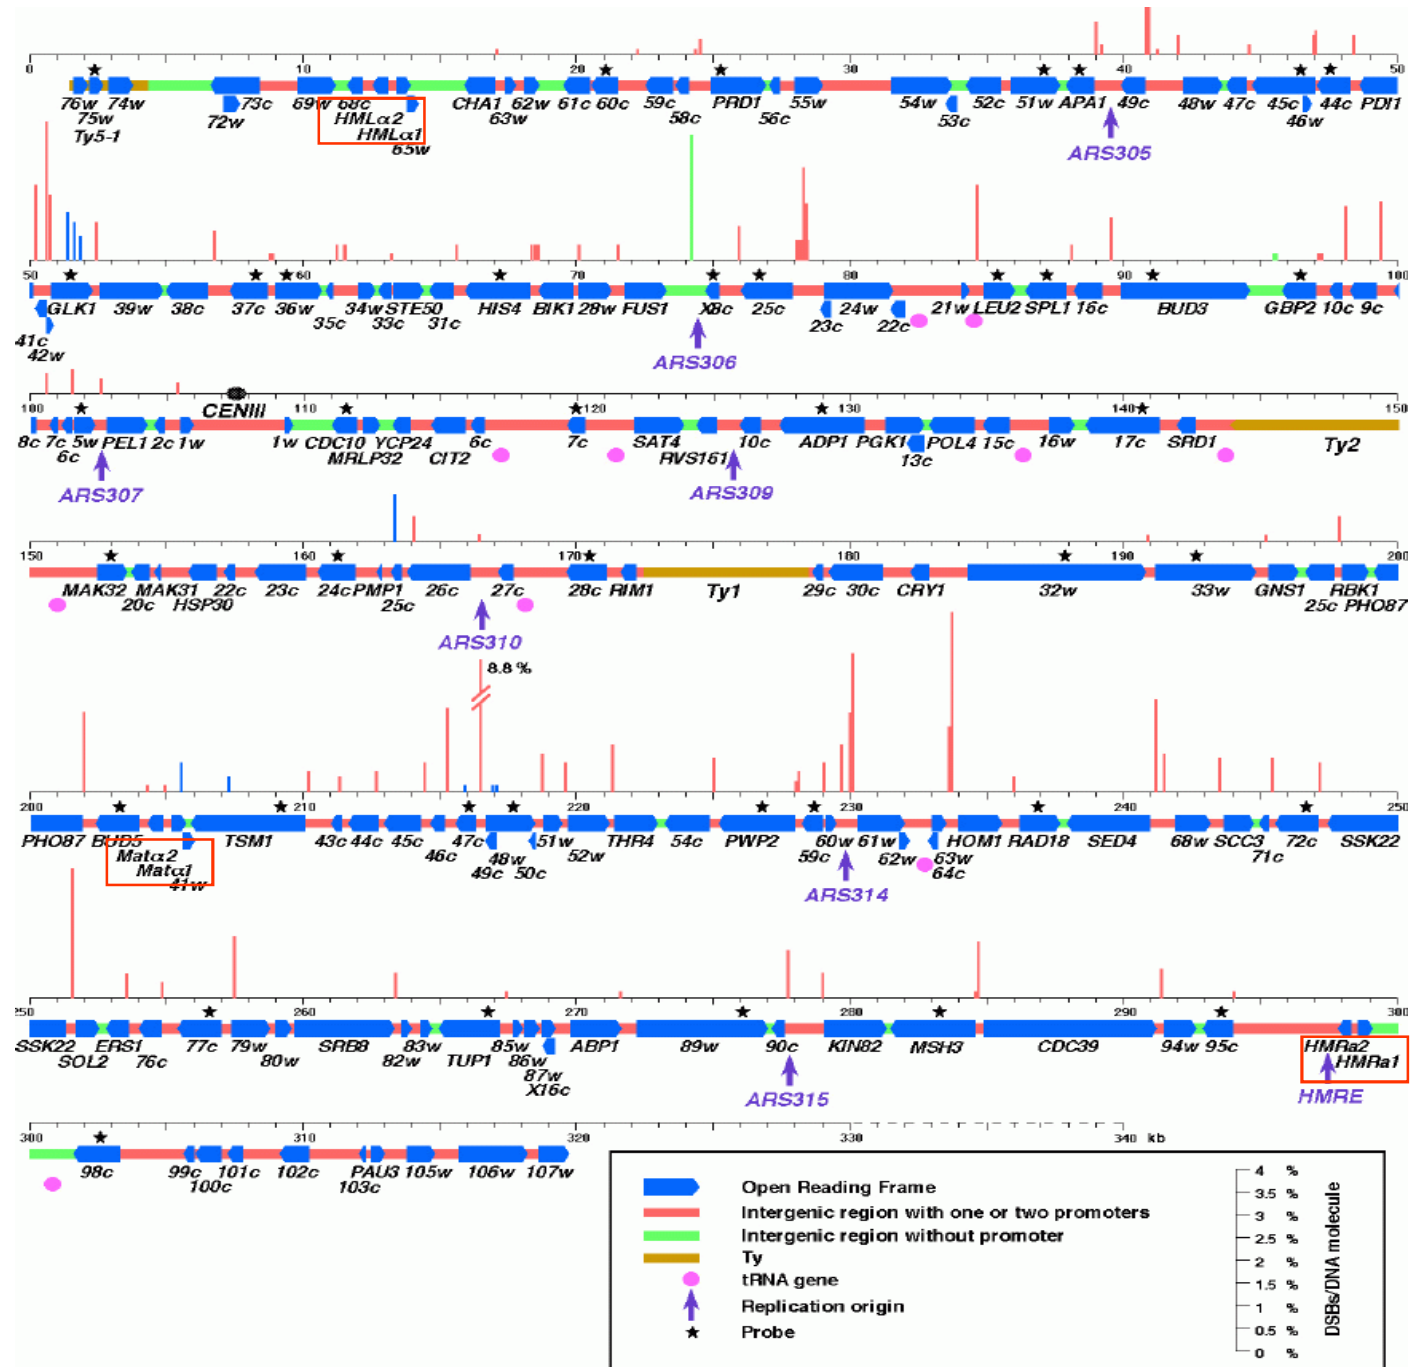 0 10 20 30 40 50
76w 74w 73c 69w 68c CHA1 62w 61c 60c 59c PRD1 55w 54w 52c 51w APA1 49c 48w 47c 45c 44c PDI1
75w 72w HMLα2 63w 58c 56c 53c 46w
Ty5-1 HMLα1
65w ARS305
50 60 70 80 90 100
GLK1 39w 38c 37c 36w 34w STE50 HIS4 BIK1 28w FUS1 X8c 25c 24w 21w LEU2 SPL1 16c BUD3 GBP2 10c 9c
41c 35c 33c 31c 23c 22c
42w ARS306
CENIII
100 110 120 130 140 150
8c 7c 5w PEL1 2c 1w 1w CDC10 YCP24 6c 7c SAT4 10c ADP1 PGK1 POL4 15c 16w 17c SRD1 Ty2
6c MRLP32 CIT2 RVS161 13c
ARS307 ARS309
150 160 170 180 190 200
MAK32 MAK31 22c 23c 24c PMP1 26c 27c 28c RIM1 Ty1 29c 30c CRY1 32w 33w GNS1 RBK1
20c HSP30 25c 25c PHO87
ARS310
8.8 %
200 210 220 230 240 250
PHO87 BUD5 TSM1 43c 44c 45c 47c 51w THR4 54c PWP2 60w 61w HOM1 RAD18 SED4 68w SCC3 72c SSK22
Matα2 46c 48w 52w 59c 62w 63w 71c
Matα1 49c 50c 64c
41w ARS314
250 260 270 280 290 300
SSK22 ERS1 77c 79w SRB8 83w 85w ABP1 89w 90c KIN82 MSH3 CDC39 94w 95c HMRa2
SOL2 76c 80w 82w TUP1 86w HMRa1
87w
X16c ARS315 HMRE
300 310 320 330 340 kb
98c 99c 101c 102c PAU3 105w 106w 107w
100c 103c
Open Reading Frame
Intergenic region with one or two promoters
Intergenic region without promoter
Ty
tRNA gene
Replication origin
Probe
4 %
3.5 %
3 %
2.5 %
2 %
1.5 %
1 %
0.5 %
0 %
DSBs/DNA molecule